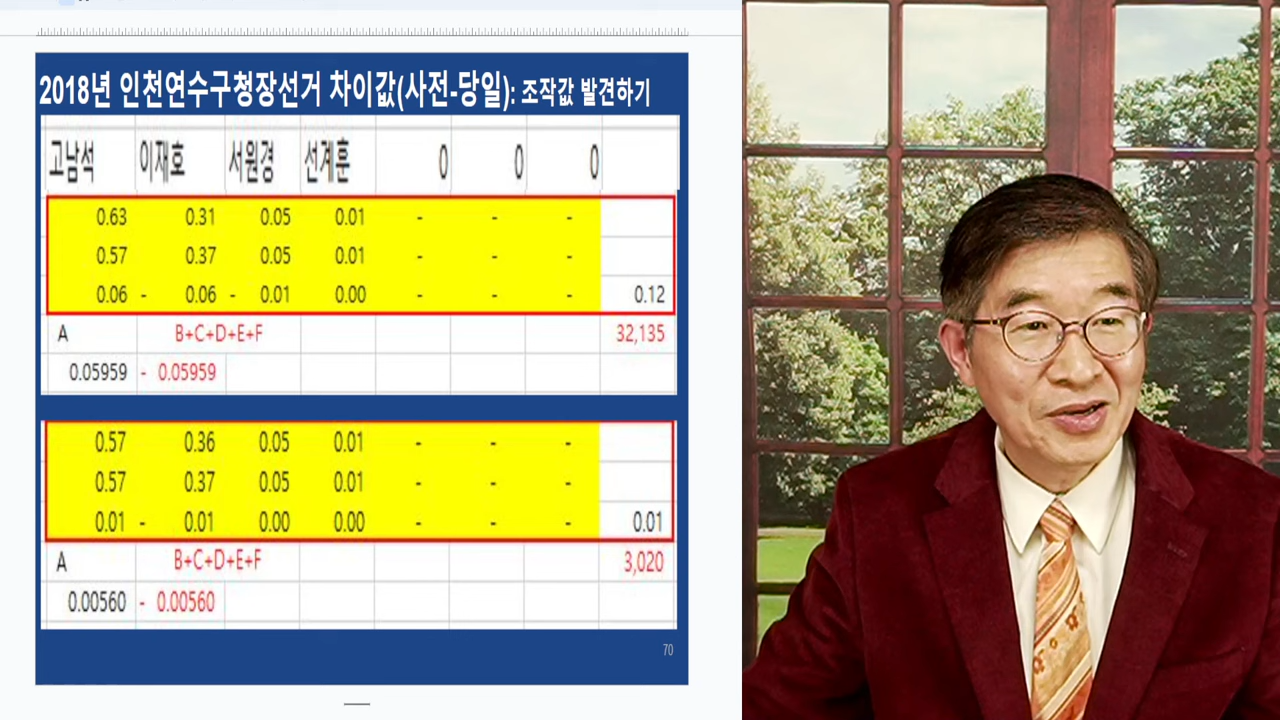 2018년 인천연수구청장선거 차이값(사전-당일): 조작값 발견하기
고남석 이재호 서원경 선계훈 0 0 0
0.63 0.31 0.05 0.01 - - -
0.57 0.37 0.05 0.01 - - -
0.06 - 0.06 - 0.01 0.00 - - - 0.12
A B+C+D+E+F 32,135
0.05959 - 0.05959
0.57 0.36 0.05 0.01 - - -
0.57 0.37 0.05 0.01 - - -
0.01 - 0.01 0.00 0.00 - - - 0.01
A B+C+D+E+F 3,020
0.00560 - 0.00560
70